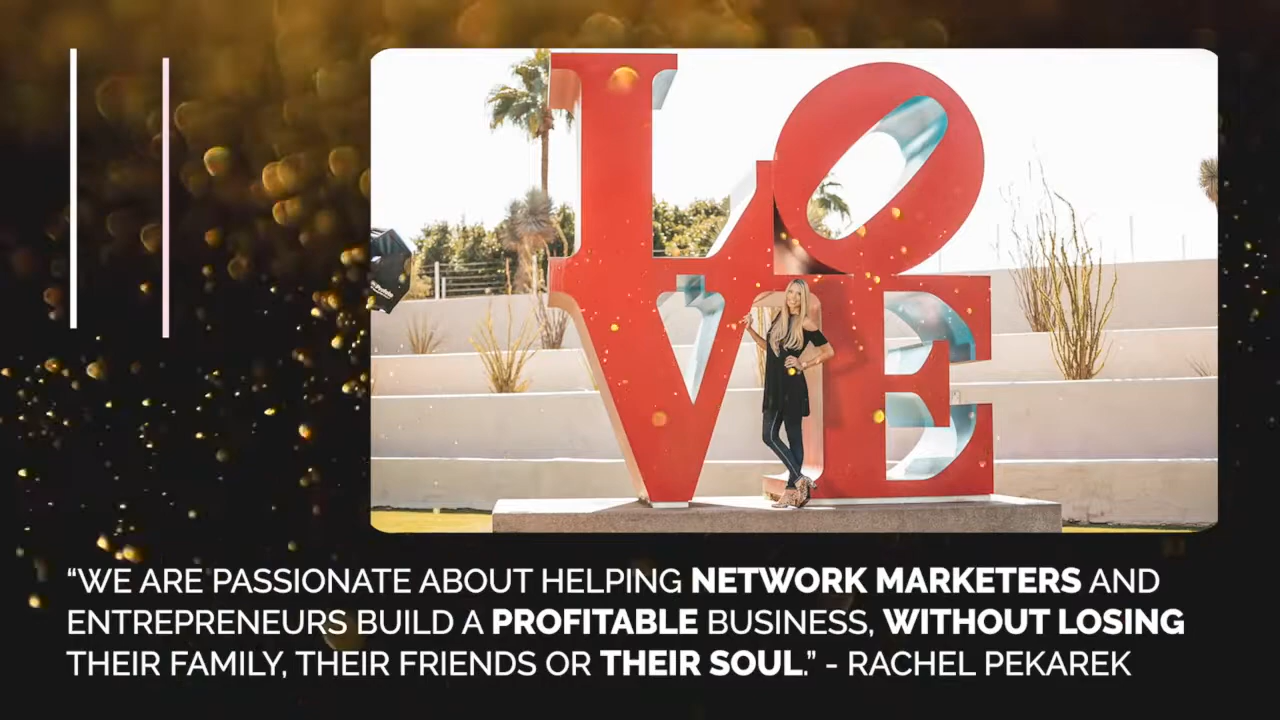 LOVE
“WE ARE PASSIONATE ABOUT HELPING NETWORK MARKETERS AND
ENTREPRENEURS BUILD A PROFITABLE BUSINESS, WITHOUT LOSING
THEIR FAMILY, THEIR FRIENDS OR THEIR SOUL.” - RACHEL PEKAREK